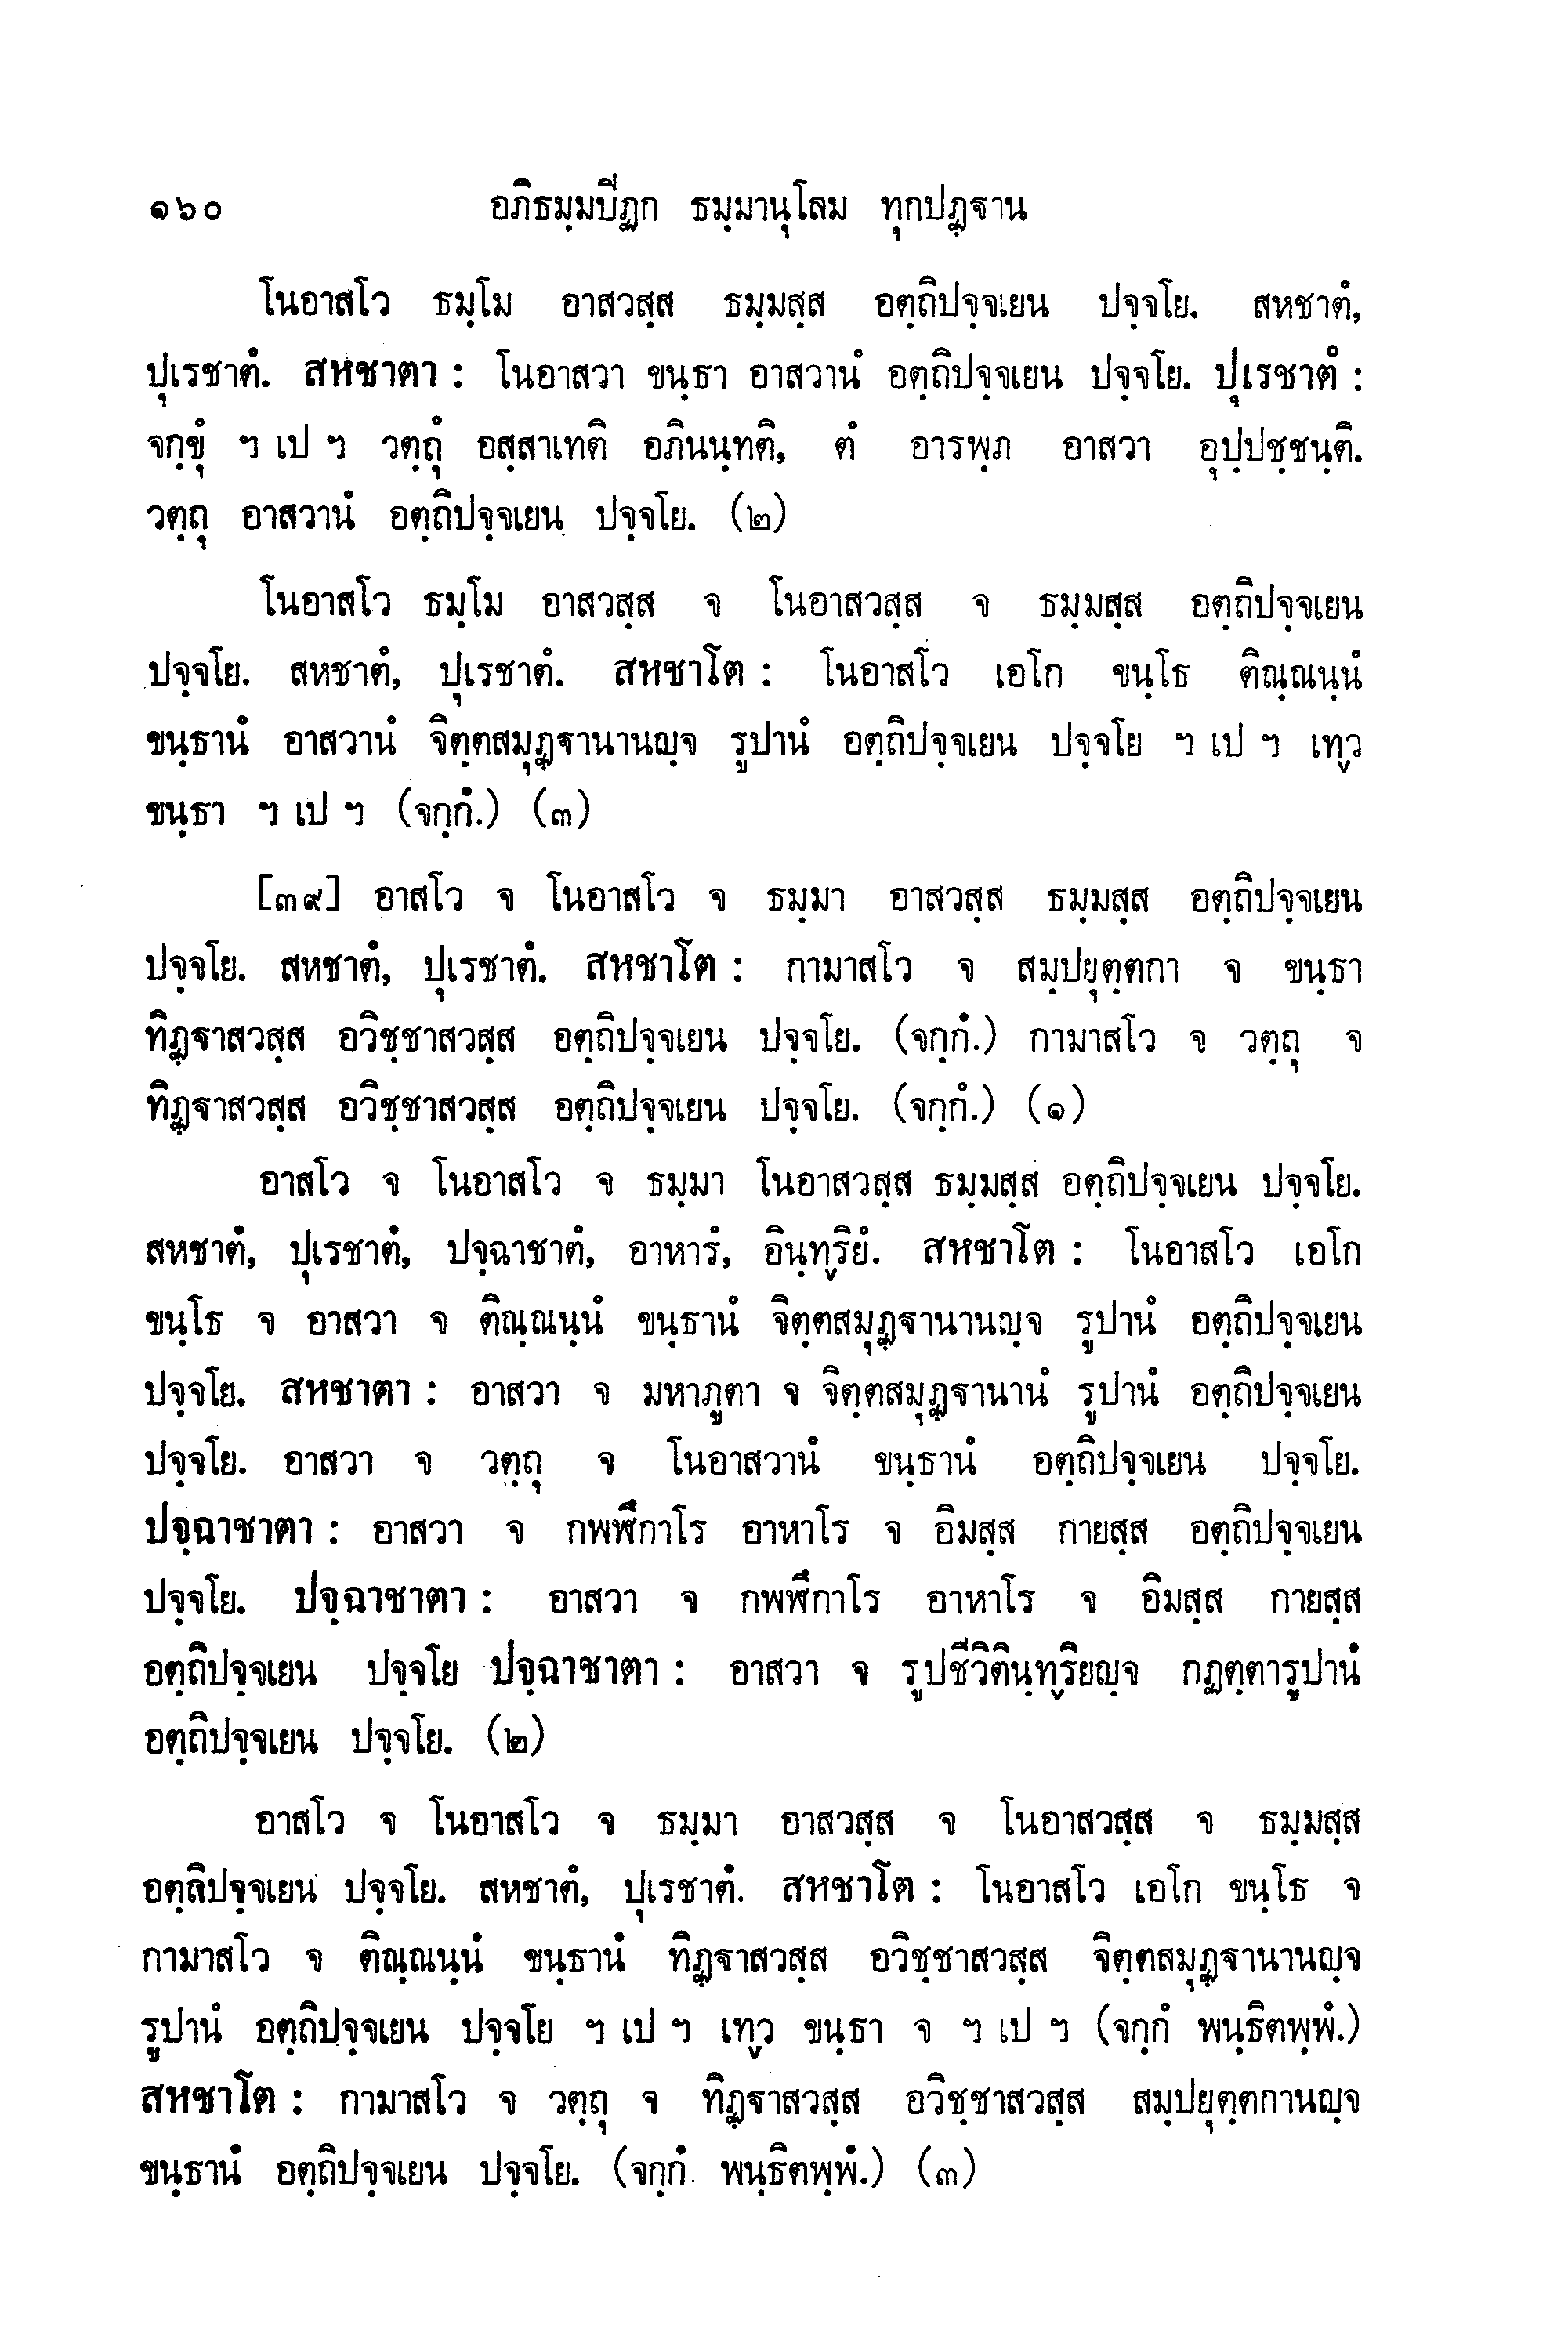 ๑๖๐ อภิธมฺมปีฏก ธมฺมานุโลม ทุกปฏฺฐาน
โนอาสโว ธมฺโม อาสวสฺส ธมฺมสฺส อตฺถิปจฺจเยน ปจฺจโย. สหชาตํ,
ปุเรชาตํ. สหชาตา : โนอาสวา ขนฺธา อาสวานํ อตฺถิปจฺจเยน ปจฺจโย. ปุเรชาตํ :
จกฺขุํ ฯ เป ฯ วตฺถุํ อสฺสาเทติ อภินนฺทติ, ตํ อารพฺภ อาสวา อุปฺปชฺชนฺติ.
วตฺถุ อาสวานํ อตฺถิปจฺจเยน ปจฺจโย. (๒)
โนอาสโว ธมฺโม อาสวสฺส จ โนอาสวสฺส จ ธมฺมสฺส อตฺถิปจฺจเยน
ปจฺจโย. สหชาตํ, ปุเรชาตํ. สหชาโต : โนอาสโว เอโก ขนฺโธ ติณฺณนฺนํ
ขนฺธานํ อาสวานํ จิตฺตสมุฏฺฐานานญฺจ รูปานํ อตฺถิปจฺจเยน ปจฺจโย ฯ เป ฯ เทฺว
ขนฺธา ฯ เป ฯ (จกฺกํ.) (๓)
[๓๙] อาสโว จ โนอาสโว จ ธมฺมา อาสวสฺส ธมฺมสฺส อตฺถิปจฺจเยน
ปจฺจโย. สหชาตํ, ปุเรชาตํ. สหชาโต : กามาสโว จ สมฺปยุตฺตกา จ ขนฺธา
ทิฏฺฐาสวสฺส อวิชฺชาสวสฺส อตฺถิปจฺจเยน ปจฺจโย. (จกฺกํ.) กามาสโว จ วตฺถุ จ
ทิฏฺฐาสวสฺส อวิชฺชาสวสฺส อตฺถิปจฺจเยน ปจฺจโย. (จกฺกํ.) (๑)
อาสโว จ โนอาสโว จ ธมฺมา โนอาสวสฺส ธมฺมสฺส อตฺถิปจฺจเยน ปจฺจโย.
สหชาตํ, ปุเรชาตํ, ปจฺฉาชาตํ, อาหารํ, อินฺทฺริยํ. สหชาโต : โนอาสโว เอโก
ขนฺโธ จ อาสวา จ ติณฺณนฺนํ ขนฺธานํ จิตฺตสมุฏฺฐานานญฺจ รูปานํ อตฺถิปจฺจเยน
ปจฺจโย. สหชาตา : อาสวา จ มหาภูตา จ จิตฺตสมุฏฺฐานานํ รูปานํ อตฺถิปจฺจเยน
ปจฺจโย. อาสวา จ วตฺถุ จ โนอาสวานํ ขนฺธานํ อตฺถิปจฺจเยน ปจฺจโย.
ปจฺฉาชาตา : อาสวา จ กพฬีกาโร อาหาโร จ อิมสฺส กายสฺส อตฺถิปจฺจเยน
ปจฺจโย. ปจฺฉาชาตา : อาสวา จ กพฬีกาโร อาหาโร จ อิมสฺส กายสฺส
อตฺถิปจฺจเยน ปจฺจโย ปจฺฉาชาตา : อาสวา จ รูปชีวิตินฺทฺริยญฺจ กฏตฺตารูปานํ
อตฺถิปจฺจเยน ปจฺจโย. (๒)
อาสโว จ โนอาสโว จ ธมฺมา อาสวสฺส จ โนอาสวสฺส จ ธมฺมสฺส
อตฺถิปจฺจเยน ปจฺจโย. สหชาตํ, ปุเรชาตํ. สหชาโต : โนอาสโว เอโก ขนฺโธ จ
กามาสโว จ ติณฺณนฺนํ ขนฺธานํ ทิฏฺฐาสวสฺส อวิชฺชาสวสฺส จิตฺตสมุฏฺฐานานญฺจ
รูปานํ อตฺถิปจฺจเยน ปจฺจโย ฯ เป ฯ เทฺว ขนฺธา จ ฯ เป ฯ (จกฺกํ พนฺธิตพฺพํ.)
สหชาโต : กามาสโว จ วตฺถุ จ ทิฏฺฐาสวสฺส อวิชฺชาสวสฺส สมฺปยุตฺตกานญฺจ
ขนฺธานํ อตฺถิปจฺจเยน ปจฺจโย. (จกฺกํ พนฺธิตพฺพํ.) (๓)